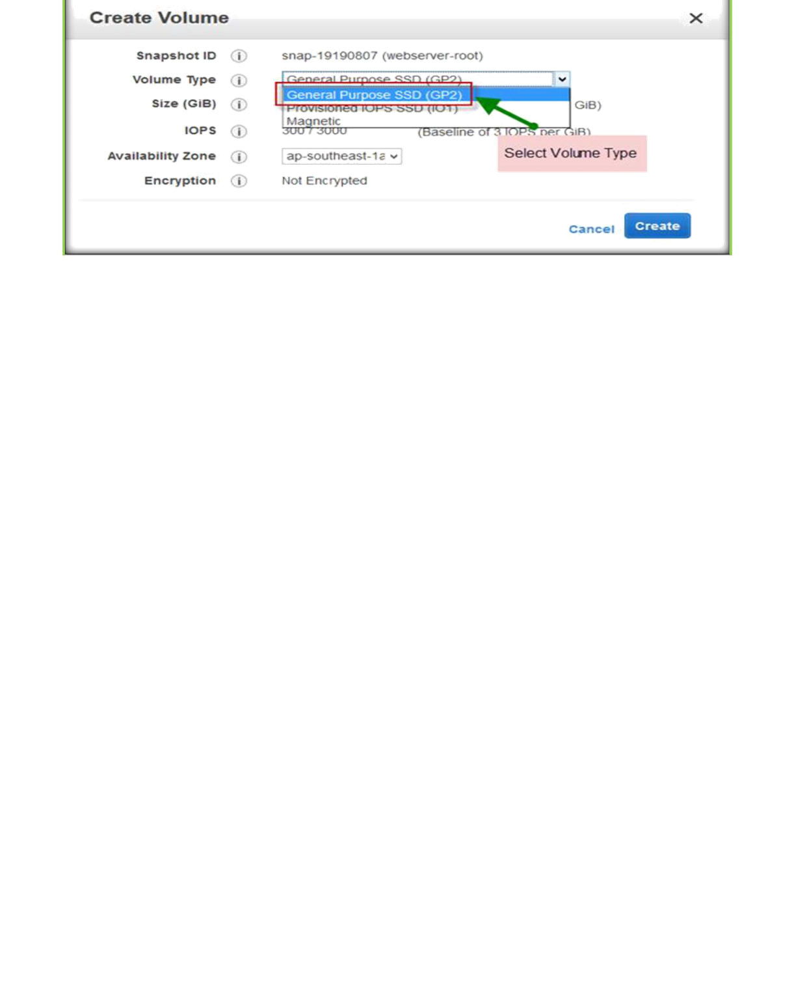 Create Volume
Snapshot ID snap-19190807 (webserver-root)
Volume Type General Purpose SSD (GP2)
General Purpose SSD (GP2)
Size (GiB) GiB)
Provisioned IOPS SSD (IO1)
Magnetic
IOPS 300 / 3000 (Baseline of 3 IOPS per GiB)
Select Volume Type
Availability Zone ap-southeast-1a
Encryption Not Encrypted
Cancel Create